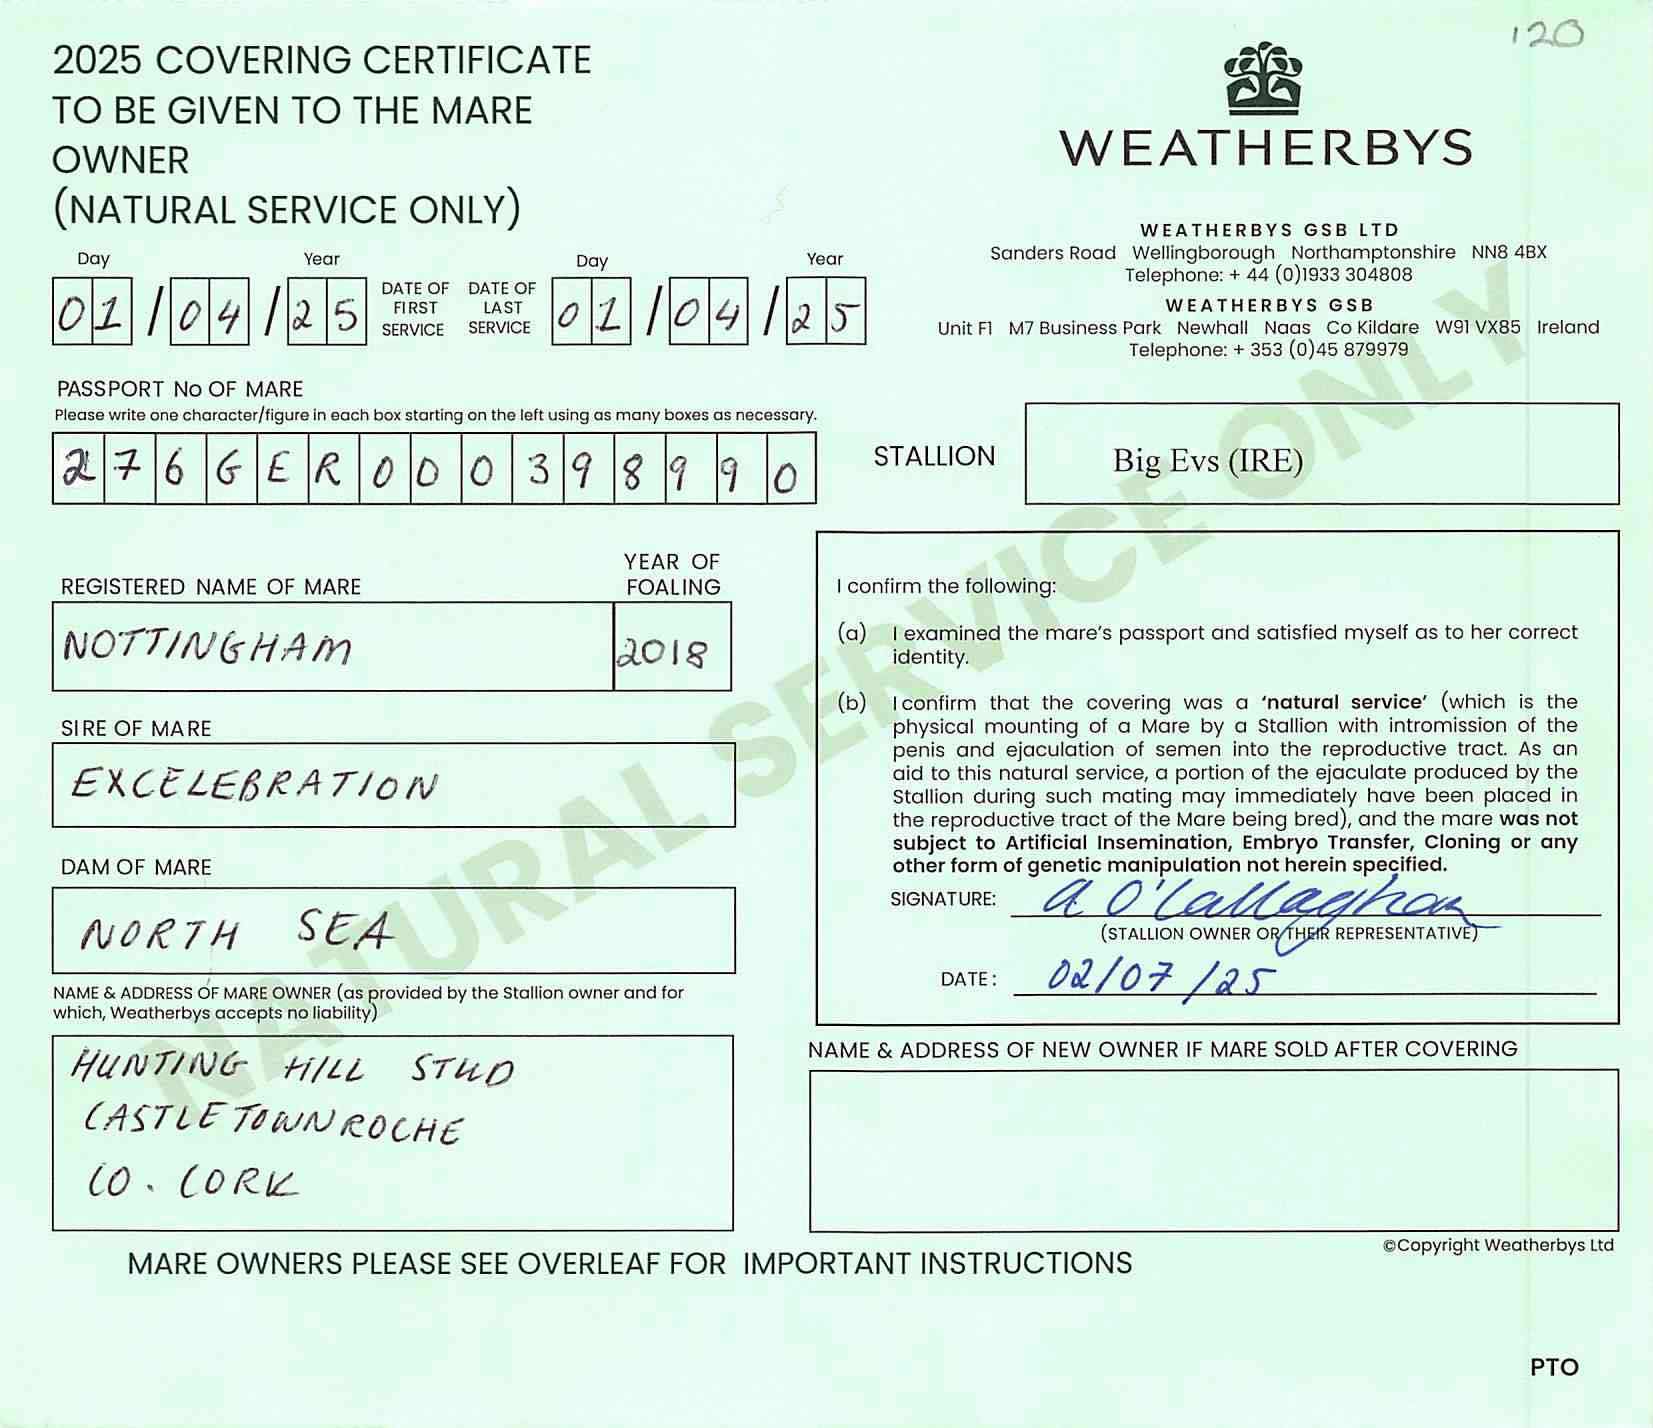 120
2025 COVERING CERTIFICATE
TO BE GIVEN TO THE MARE
OWNER
(NATURAL SERVICE ONLY)
WEATHERBYS
WEATHERBYS GSB LTD
Sanders Road Wellingborough Northamptonshire NN8 4BX
Telephone: + 44 (0)1933 304808
WEATHERBYS GSB
Unit F1 M7 Business Park Newhall Naas Co Kildare W91 VX85 Ireland
Telephone: + 353 (0)45 879979
Day Year Day Year
01/04/25 DATE OF FIRST SERVICE DATE OF LAST SERVICE 01/04/25
PASSPORT No OF MARE
Please write one character/figure in each box starting on the left using as many boxes as necessary.
276GER000398990
STALLION Big Evs (IRE)
REGISTERED NAME OF MARE YEAR OF FOALING
NOTTINGHAM 2018
SIRE OF MARE
EXCELEBRATION
DAM OF MARE
NORTH SEA
NAME & ADDRESS OF MARE OWNER (as provided by the Stallion owner and for
which, Weatherbys accepts no liability)
HUNTING HILL STUD
CASTLETOWNROCHE
CO. CORK
I confirm the following:
(a) I examined the mare's passport and satisfied myself as to her correct
identity.
(b) I confirm that the covering was a 'natural service' (which is the
physical mounting of a Mare by a Stallion with intromission of the
penis and ejaculation of semen into the reproductive tract. As an
aid to this natural service, a portion of the ejaculate produced by the
Stallion during such mating may immediately have been placed in
the reproductive tract of the Mare being bred), and the mare was not
subject to Artificial Insemination, Embryo Transfer, Cloning or any
other form of genetic manipulation not herein specified.
SIGNATURE: A O'Callaghan
(STALLION OWNER OR THEIR REPRESENTATIVE)
DATE: 02/07/25
NAME & ADDRESS OF NEW OWNER IF MARE SOLD AFTER COVERING
©Copyright Weatherbys Ltd
MARE OWNERS PLEASE SEE OVERLEAF FOR IMPORTANT INSTRUCTIONS
PTO
NATURAL SERVICE ONLY